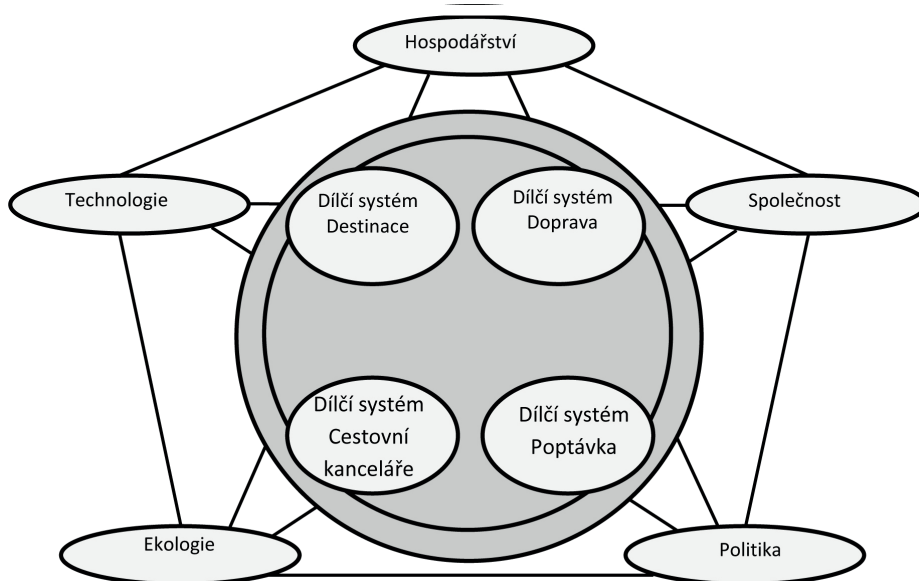 Hospodářství
Technologie
Společnost
Dílčí systém
Destinace
Dílčí systém
Doprava
Dílčí systém
Cestovní
kanceláře
Dílčí systém
Poptávka
Ekologie
Politika